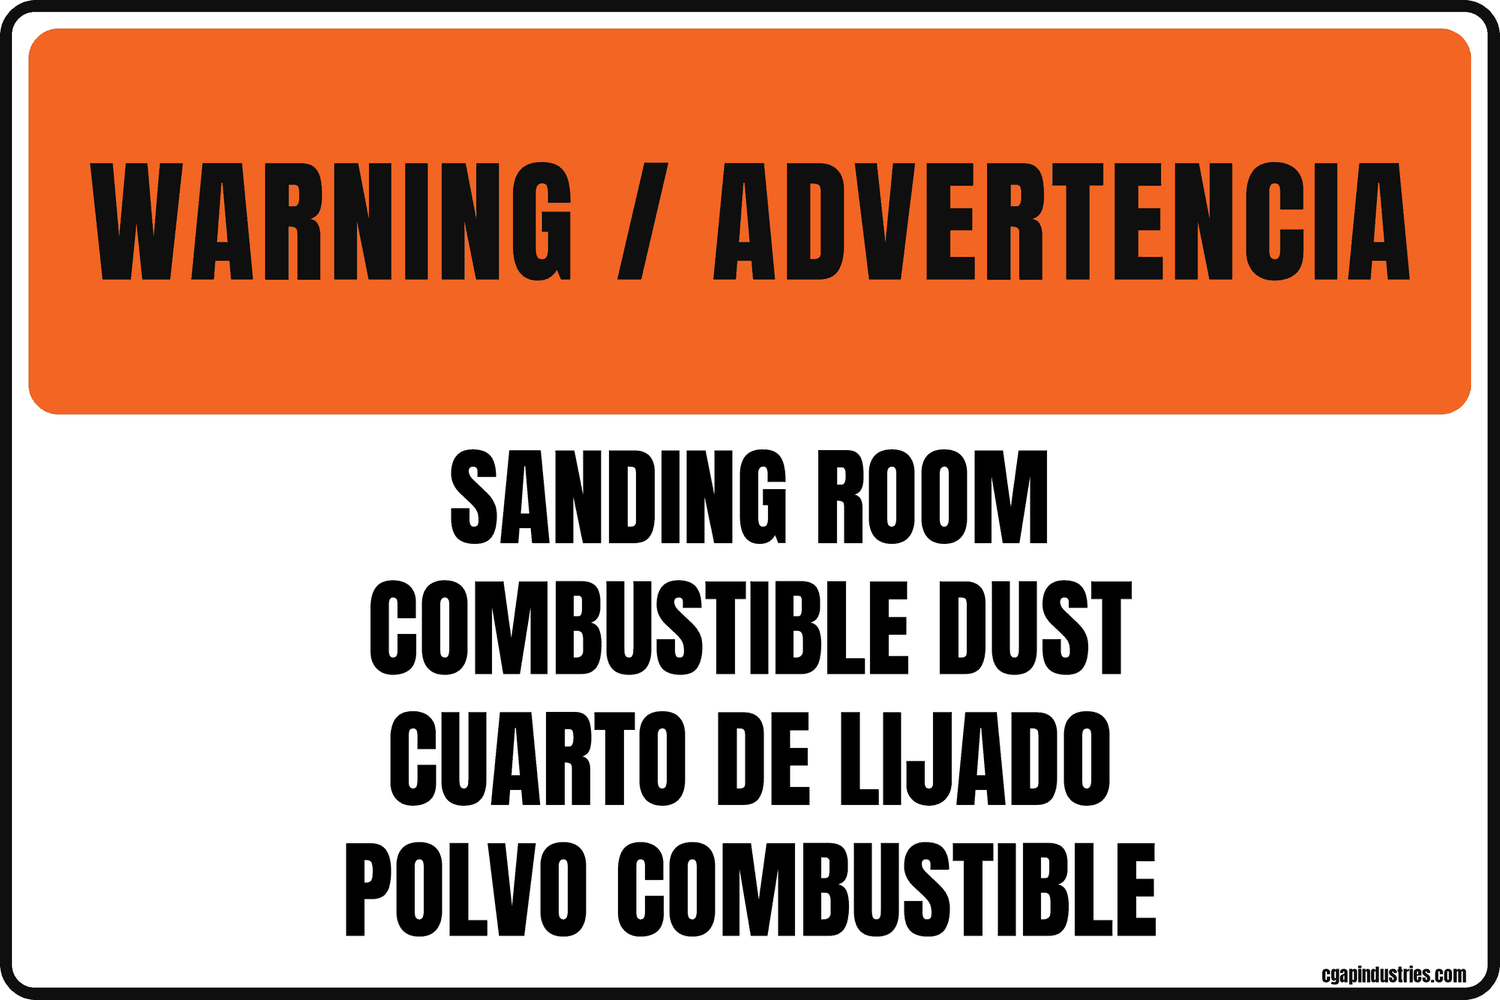 WARNING / ADVERTENCIA
SANDING ROOM
COMBUSTIBLE DUST
CUARTO DE LIJADO
POLVO COMBUSTIBLE
cgapindustries.com